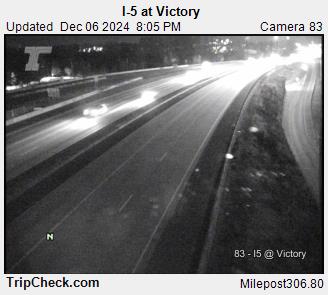 I-5 at Victory
Updated Dec 06 2024 8:05 PM Camera 83
T
N
83 - I5 @ Victory
TripCheck.com Milepost306.80